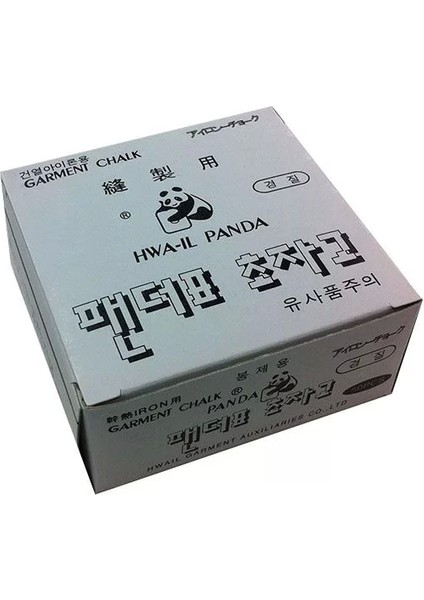 건열아이론용
GARMENT CHALK
アイロンチョーク
縫製用
경질
®
HWA-IL PANDA
팬더표 초자고
유사품주의
봉제용
乾熱IRON用
GARMENT CHALK
PANDA
アイロンチョーク
경질
팬더표 초자고
HWAIL GARMENT AUXILIARIES CO., LTD